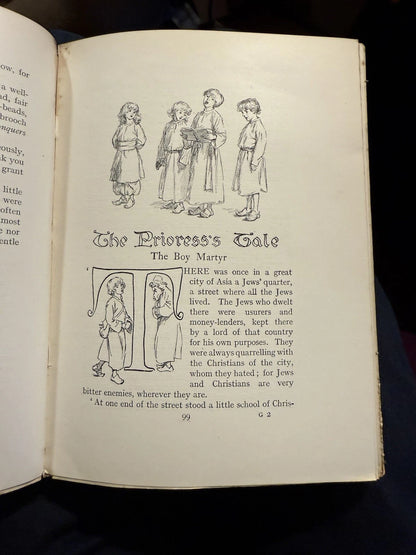 ow, for
a well-
ad, fair
-beads,
brooch
nquers
ously,
k you
grant
little
were
often
most
e nor
entle
The Prioress's Tale
The Boy Martyr
'THERE was once in a great
city of Asia a Jews' quarter,
a street where all the Jews
lived. The Jews who dwelt
there were usurers and
money-lenders, kept there
by a lord of that country
for his own purposes. They
were always quarrelling with
the Christians of the city,
whom they hated; for Jews
and Christians are very
bitter enemies, wherever they are.
'At one end of the street stood a little school of Chris-
99 G 2